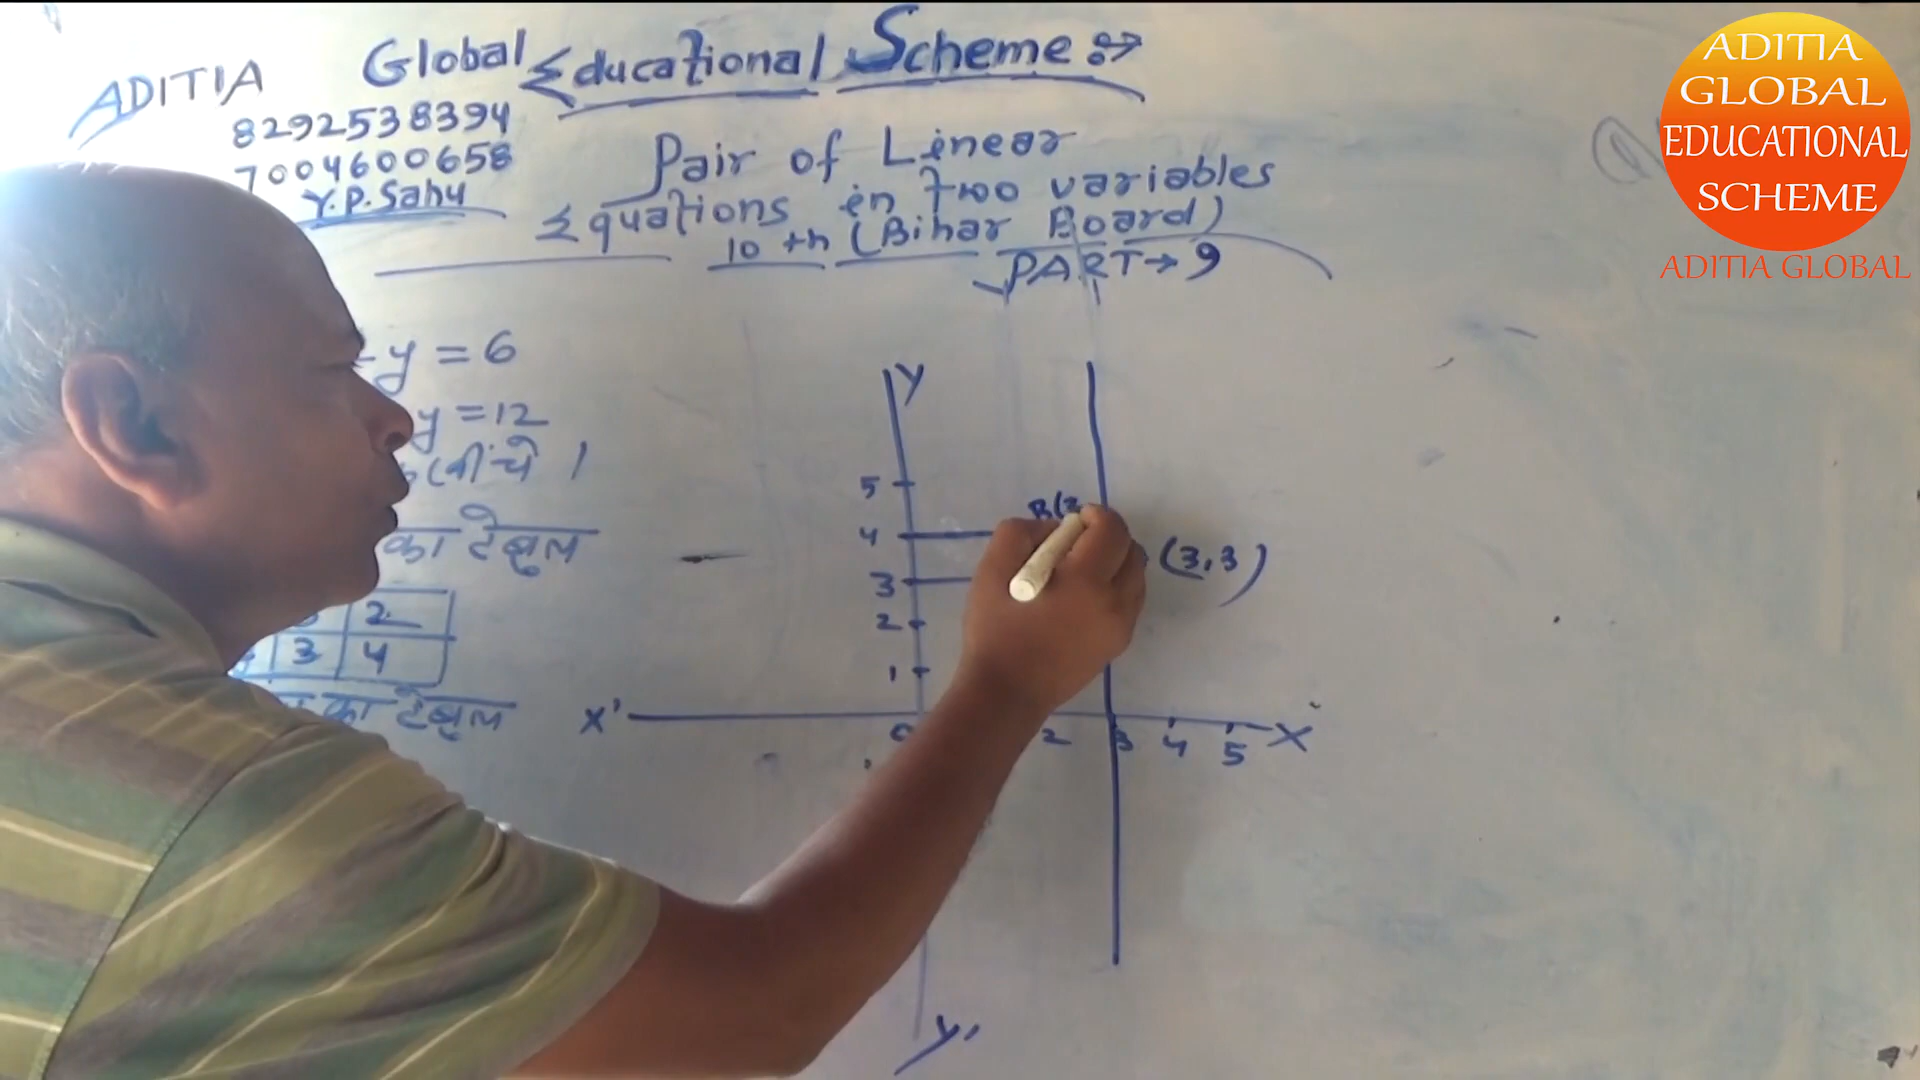 ADITIA Global Educational Scheme
8292538394
7004600658
Y.P. Sahu
Pair of Linear
Equations in Two variables
10 th (Bihar Board)
PART → 9
y = 6
y = 12
का टेबुल
2
3 4
का टेबुल
Y
5
4
3
2
1
B(3
(3,3)
X'
2 3 4 5 X
Y'
ADITIA
GLOBAL
EDUCATIONAL
SCHEME
ADITIA GLOBAL